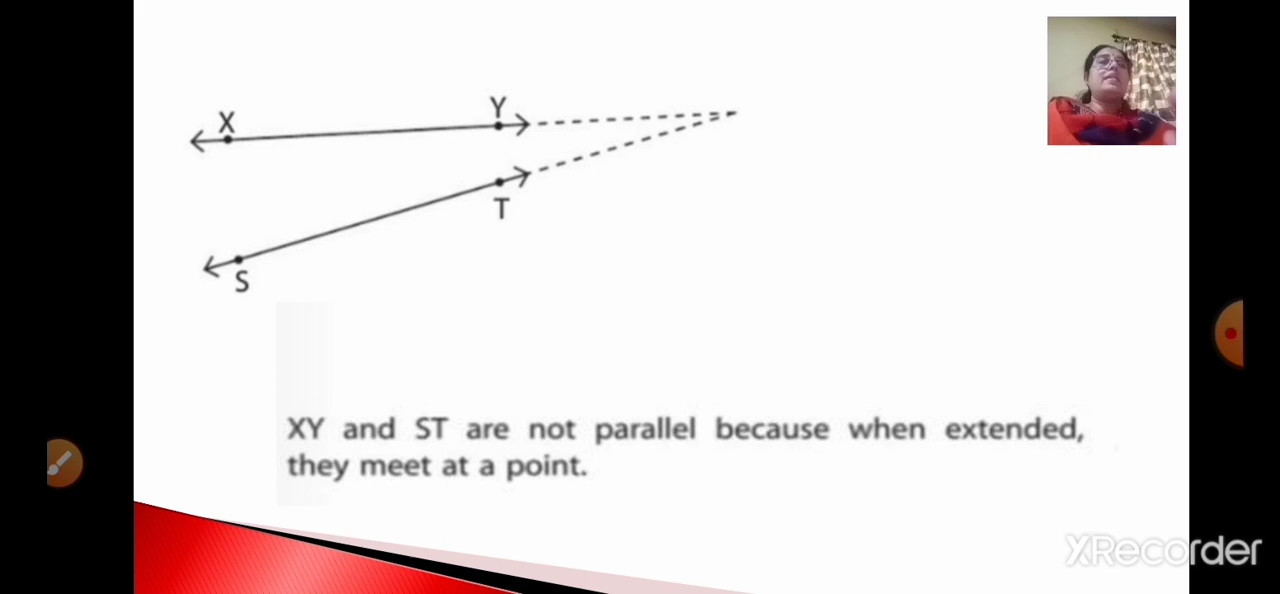 X
Y
T
S
XY and ST are not parallel because when extended,
they meet at a point.
XRecorder